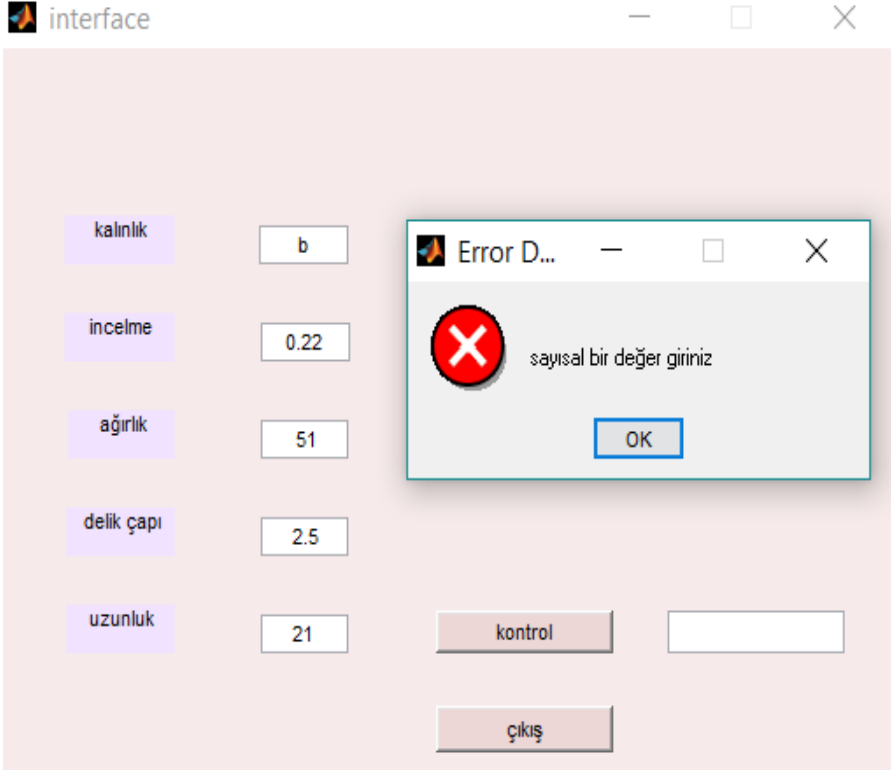 interface
kalınlık
b
Error D...
sayısal bir değer giriniz
OK
incelme
0.22
ağırlık
51
delik çapı
2.5
uzunluk
21
kontrol
çıkış